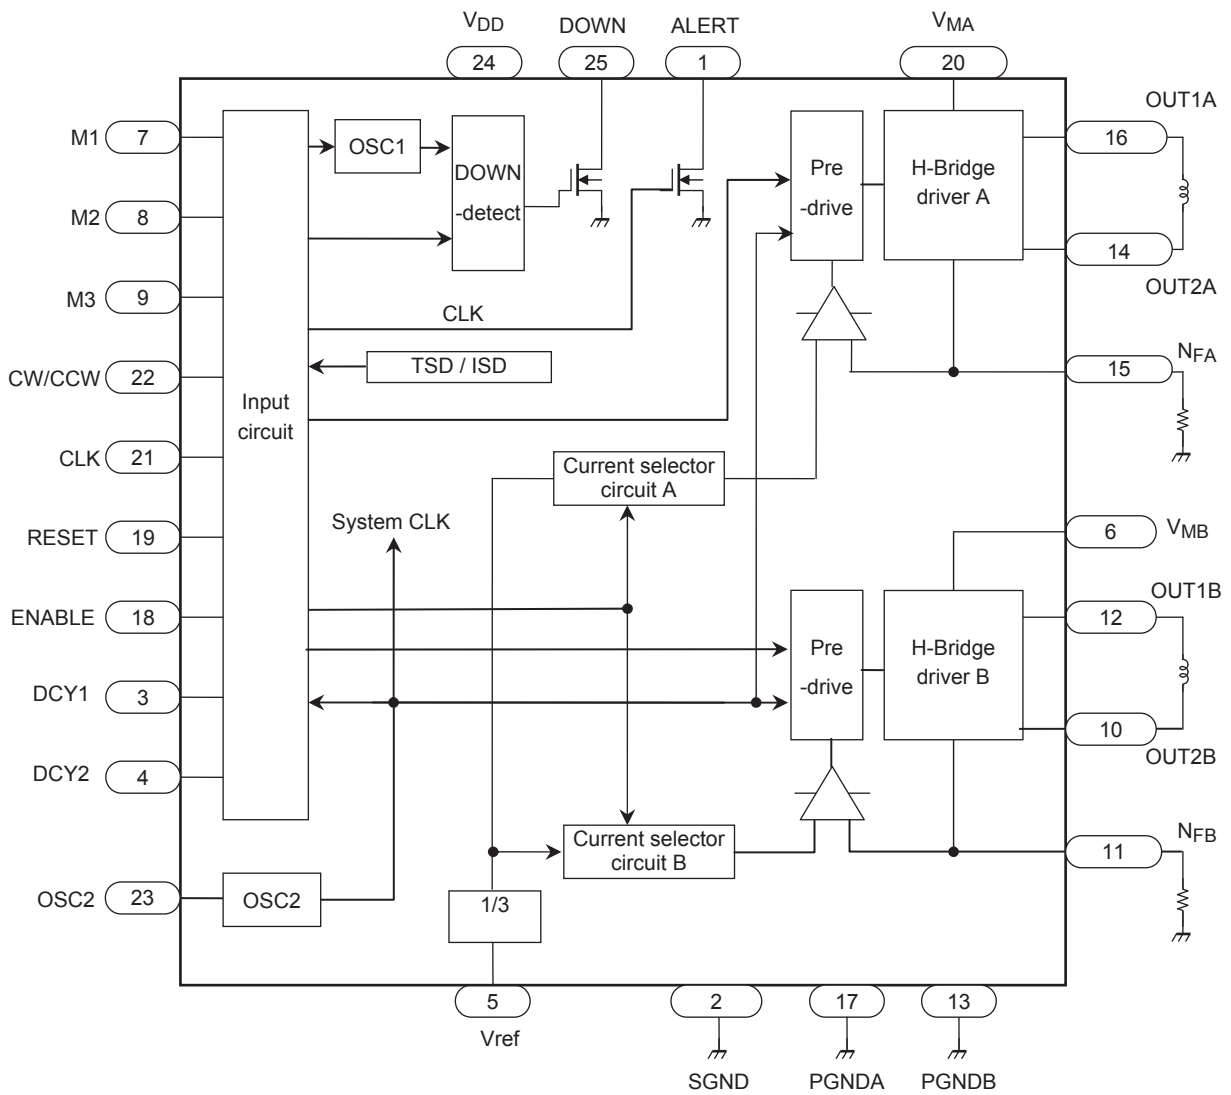 VDD
DOWN
ALERT
VMA
24
25
1
20
OUT1A
M1
7
OSC1
DOWN
-detect
Pre
-drive
H-Bridge
driver A
16
M2
8
14
OUT2A
M3
9
CLK
TSD / ISD
NFA
15
CW/CCW
22
Input
circuit
CLK
21
Current selector
circuit A
RESET
19
System CLK
6
VMB
OUT1B
ENABLE
18
Pre
-drive
H-Bridge
driver B
12
DCY1
3
10
OUT2B
DCY2
4
Current selector
circuit B
NFB
11
OSC2
23
OSC2
1/3
5
2
17
13
Vref
SGND
PGNDA
PGNDB